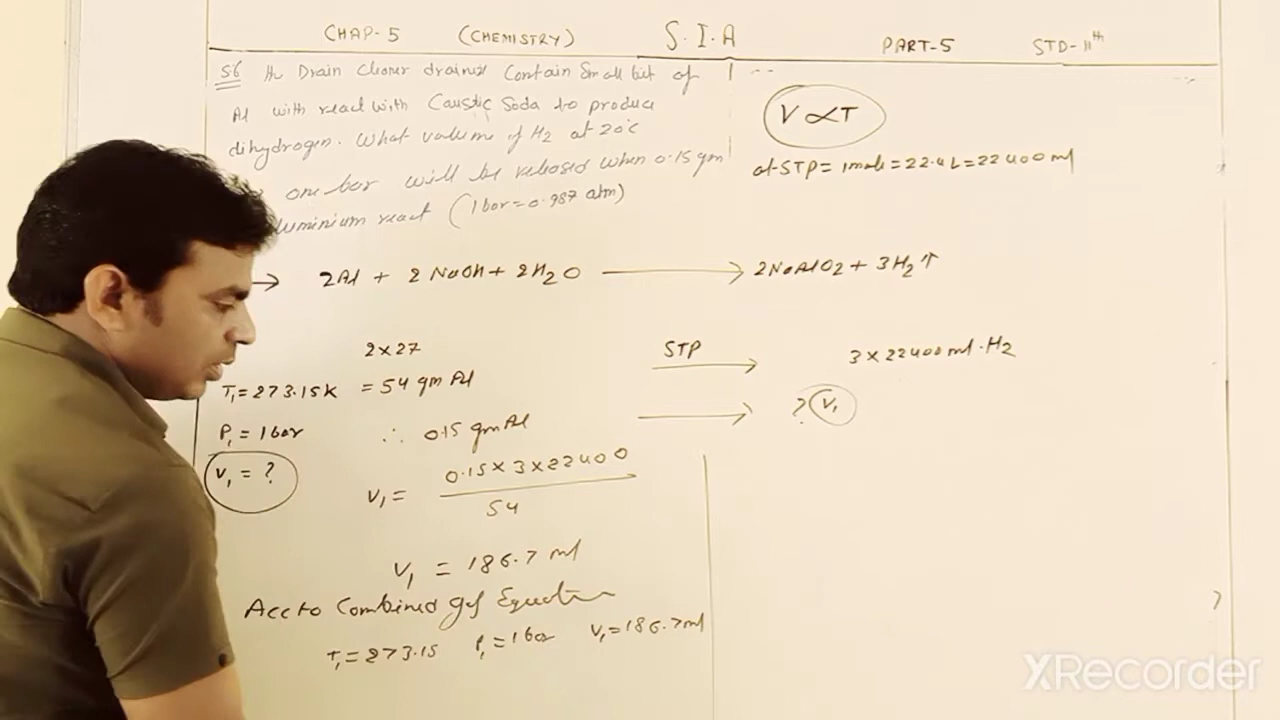 CHAP-5 (CHEMISTRY) S.I.A PART-5 STD-11th
56 The Drain Cleaner drainex Contain Small bit of
Al with react with Caustic Soda to produce
dihydrogen. What volume of H2 at 20°C
one bar will be released when 0.15 gm
luminium react (1 bar = 0.987 atm)
V ∝ T
at STP = 1 mole = 22.4 L = 22400 ml
→ 2Al + 2 NaOH + 2H2O → 2NaAlO2 + 3H2 ↑
2 × 27 STP 3 × 22400 ml. H2
T1 = 273.15K = 54 gm Al →
P1 = 1 bar ∴ 0.15 gm Al → ? V1
V1 = ?
V1 = 0.15 × 3 × 22400
54
V1 = 186.7 ml
Acc to Combined gas Equation
T1 = 273.15 P1 = 1 bar V1 = 186.7 ml
XRecorder